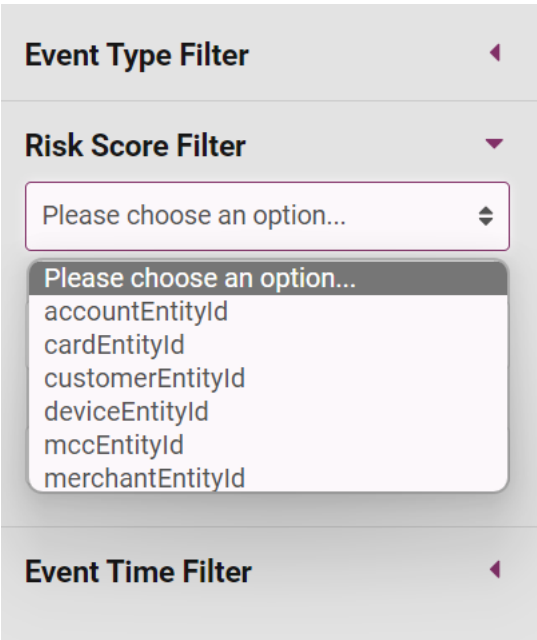 Event Type Filter
Risk Score Filter
Please choose an option...
Please choose an option...
accountEntityId
cardEntityId
customerEntityId
deviceEntityId
mccEntityId
merchantEntityId
Event Time Filter